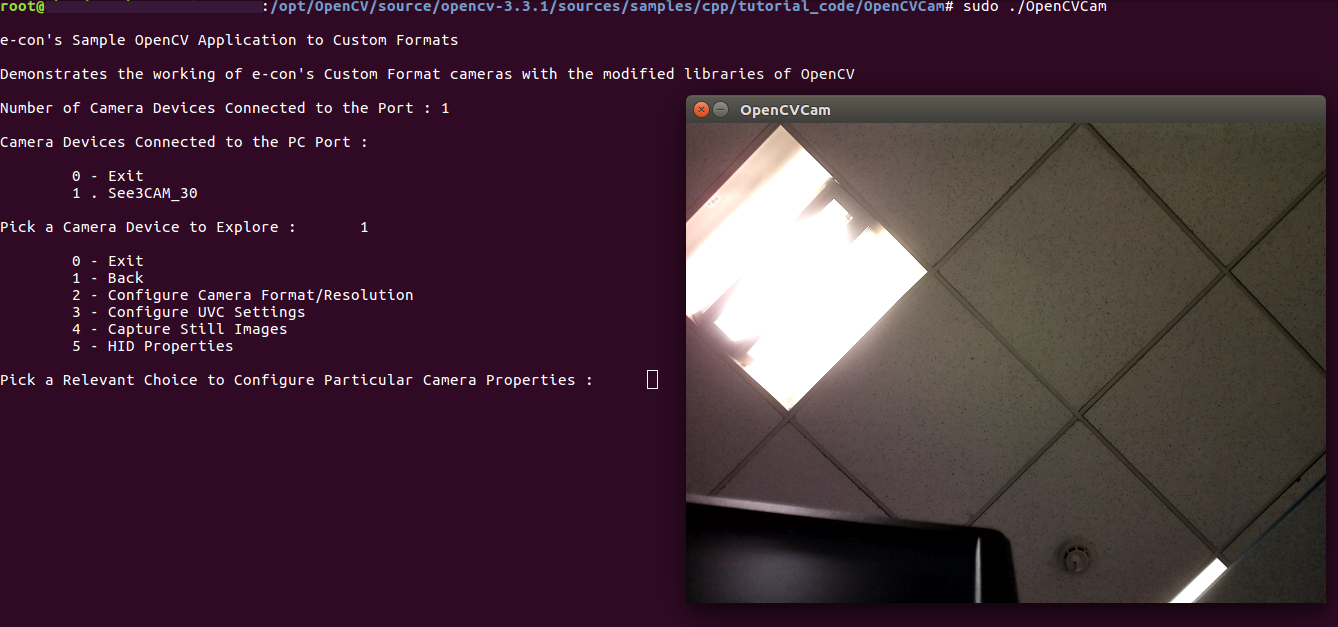 root@ :/opt/OpenCV/source/opencv-3.3.1/sources/samples/cpp/tutorial_code/OpenCVCam# sudo ./OpenCVCam
e-con's Sample OpenCV Application to Custom Formats
Demonstrates the working of e-con's Custom Format cameras with the modified libraries of OpenCV
Number of Camera Devices Connected to the Port : 1
Camera Devices Connected to the PC Port :
0 - Exit
1 . See3CAM_30
Pick a Camera Device to Explore : 1
0 - Exit
1 - Back
2 - Configure Camera Format/Resolution
3 - Configure UVC Settings
4 - Capture Still Images
5 - HID Properties
Pick a Relevant Choice to Configure Particular Camera Properties :
OpenCVCam